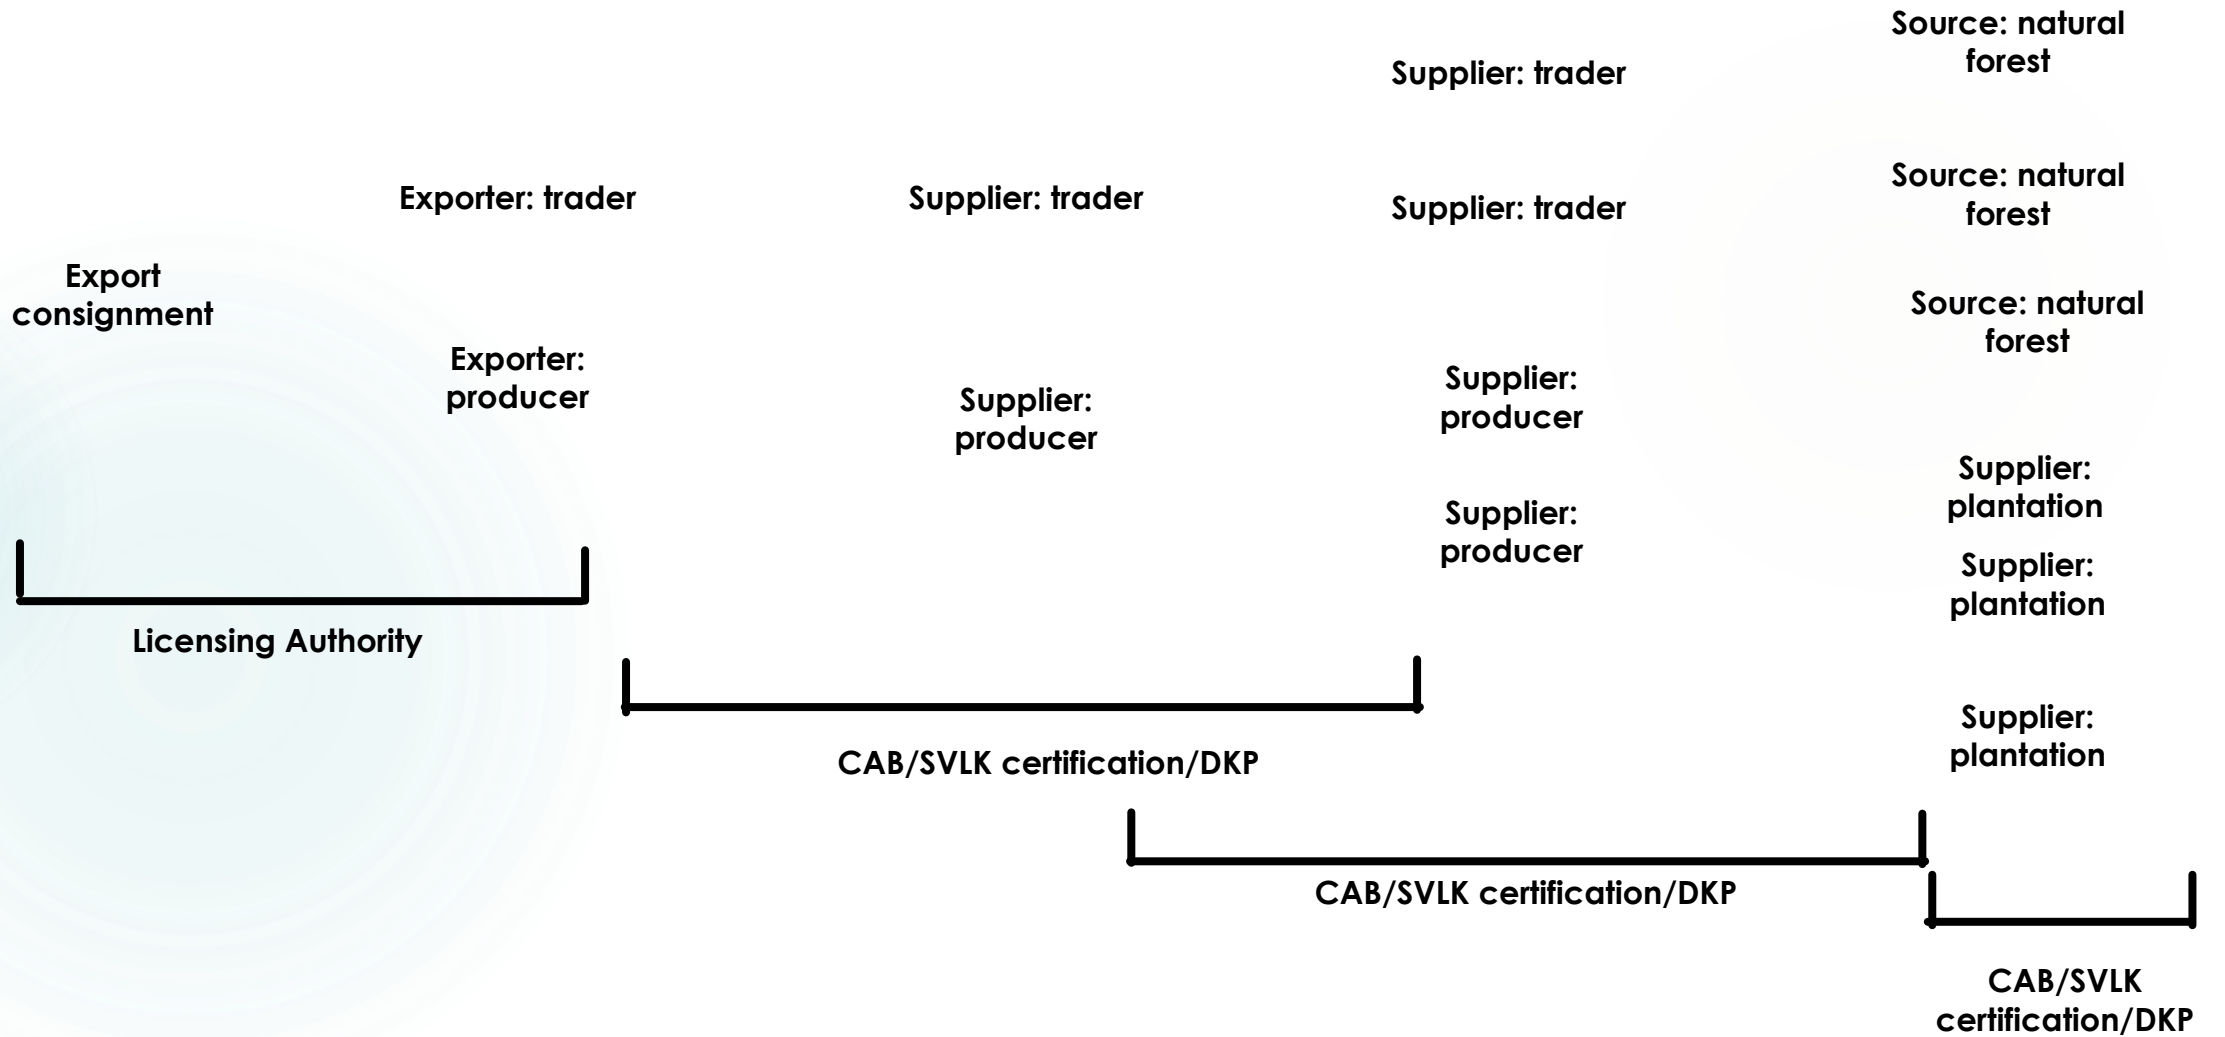 Export
consignment
Exporter: trader
Exporter:
producer
Supplier: trader
Supplier:
producer
Supplier: trader
Supplier: trader
Supplier:
producer
Supplier:
producer
Source: natural
forest
Source: natural
forest
Source: natural
forest
Supplier:
plantation
Supplier:
plantation
Supplier:
plantation
Licensing Authority
CAB/SVLK certification/DKP
CAB/SVLK certification/DKP
CAB/SVLK
certification/DKP